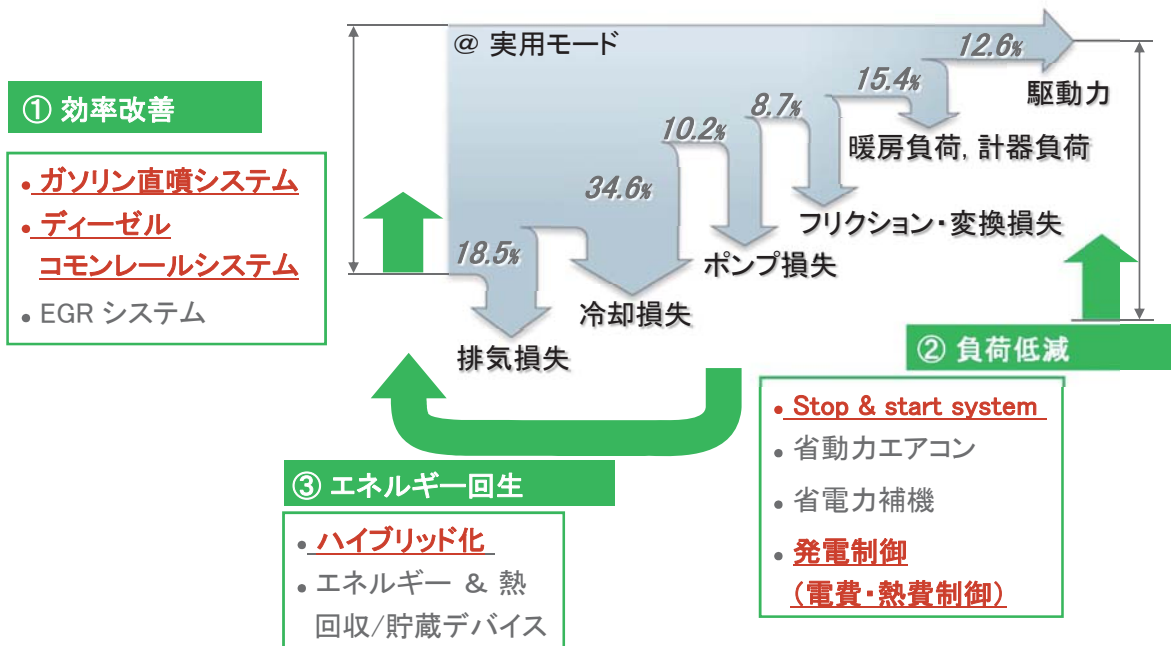 @ 実用モード
12.6%
駆動力
15.4%
暖房負荷, 計器負荷
8.7%
フリクション・変換損失
10.2%
ポンプ損失
34.6%
冷却損失
18.5%
排気損失
① 効率改善
• ガソリン直噴システム
• ディーゼル
コモンレールシステム
• EGR システム
② 負荷低減
• Stop & start system
• 省動力エアコン
• 省電力補機
• 発電制御
（電費・熱費制御）
③ エネルギー回生
• ハイブリッド化
• エネルギー & 熱
回収/貯蔵デバイス